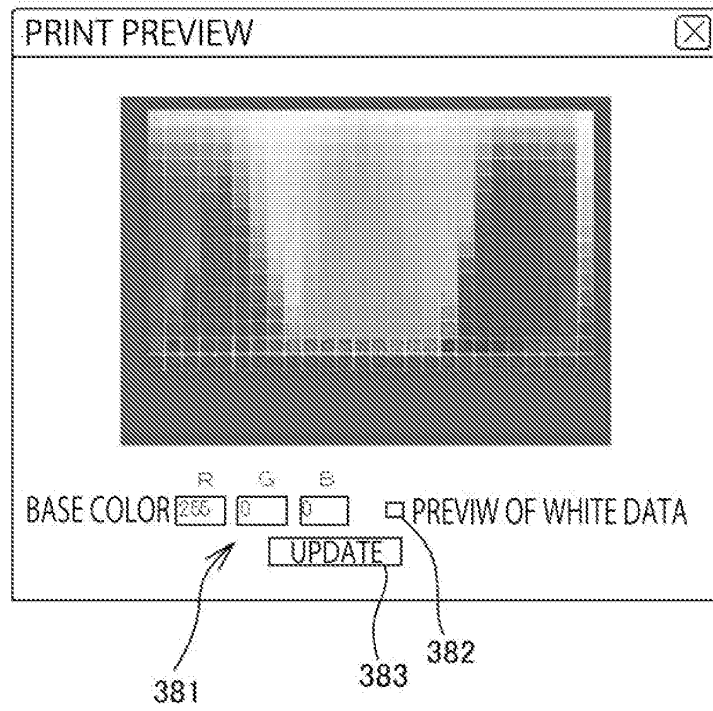 PRINT PREVIEW
R G B
BASE COLOR 255 0 0 PREVIW OF WHITE DATA
UPDATE
381 383 382